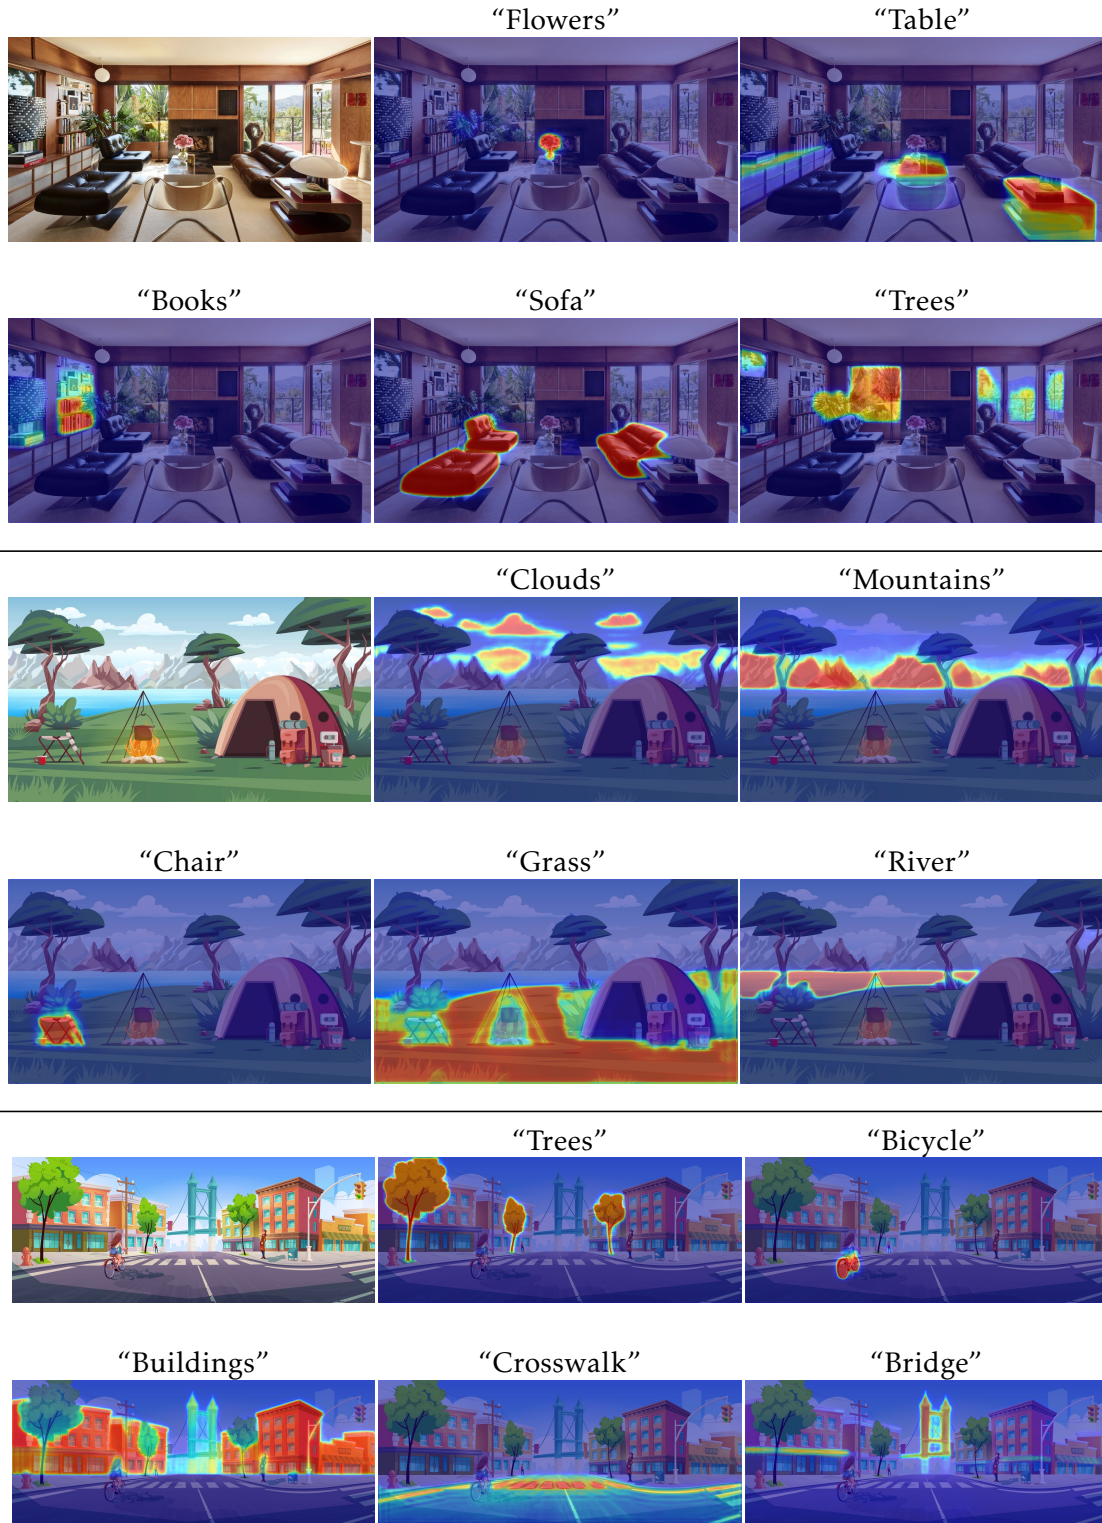 “Flowers”
“Table”
“Books”
“Sofa”
“Trees”
“Clouds”
“Mountains”
“Chair”
“Grass”
“River”
“Trees”
“Bicycle”
“Buildings”
“Crosswalk”
“Bridge”